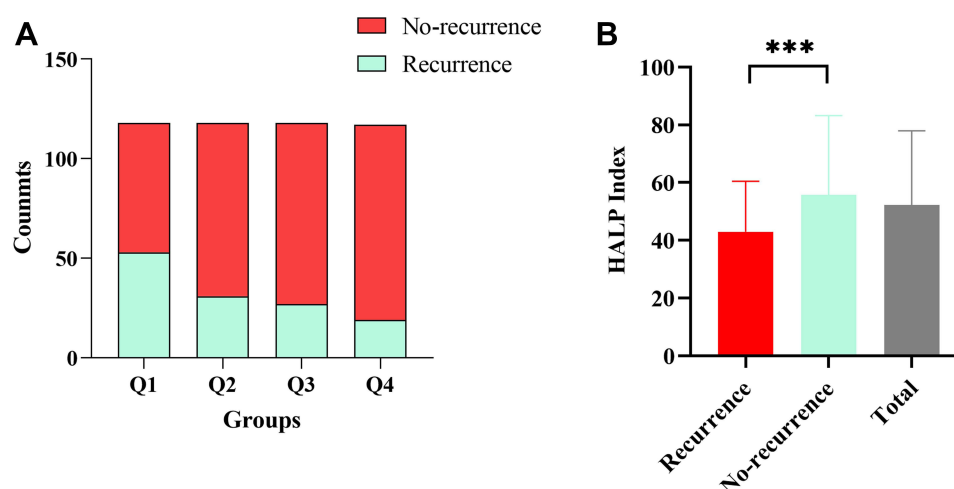 A
No-recurrence
Recurrence
150
100
50
0
Counmts
Q1 Q2 Q3 Q4
Groups
B
***
100
80
60
40
20
0
HALP Index
Recurrence
No-recurrence
Total